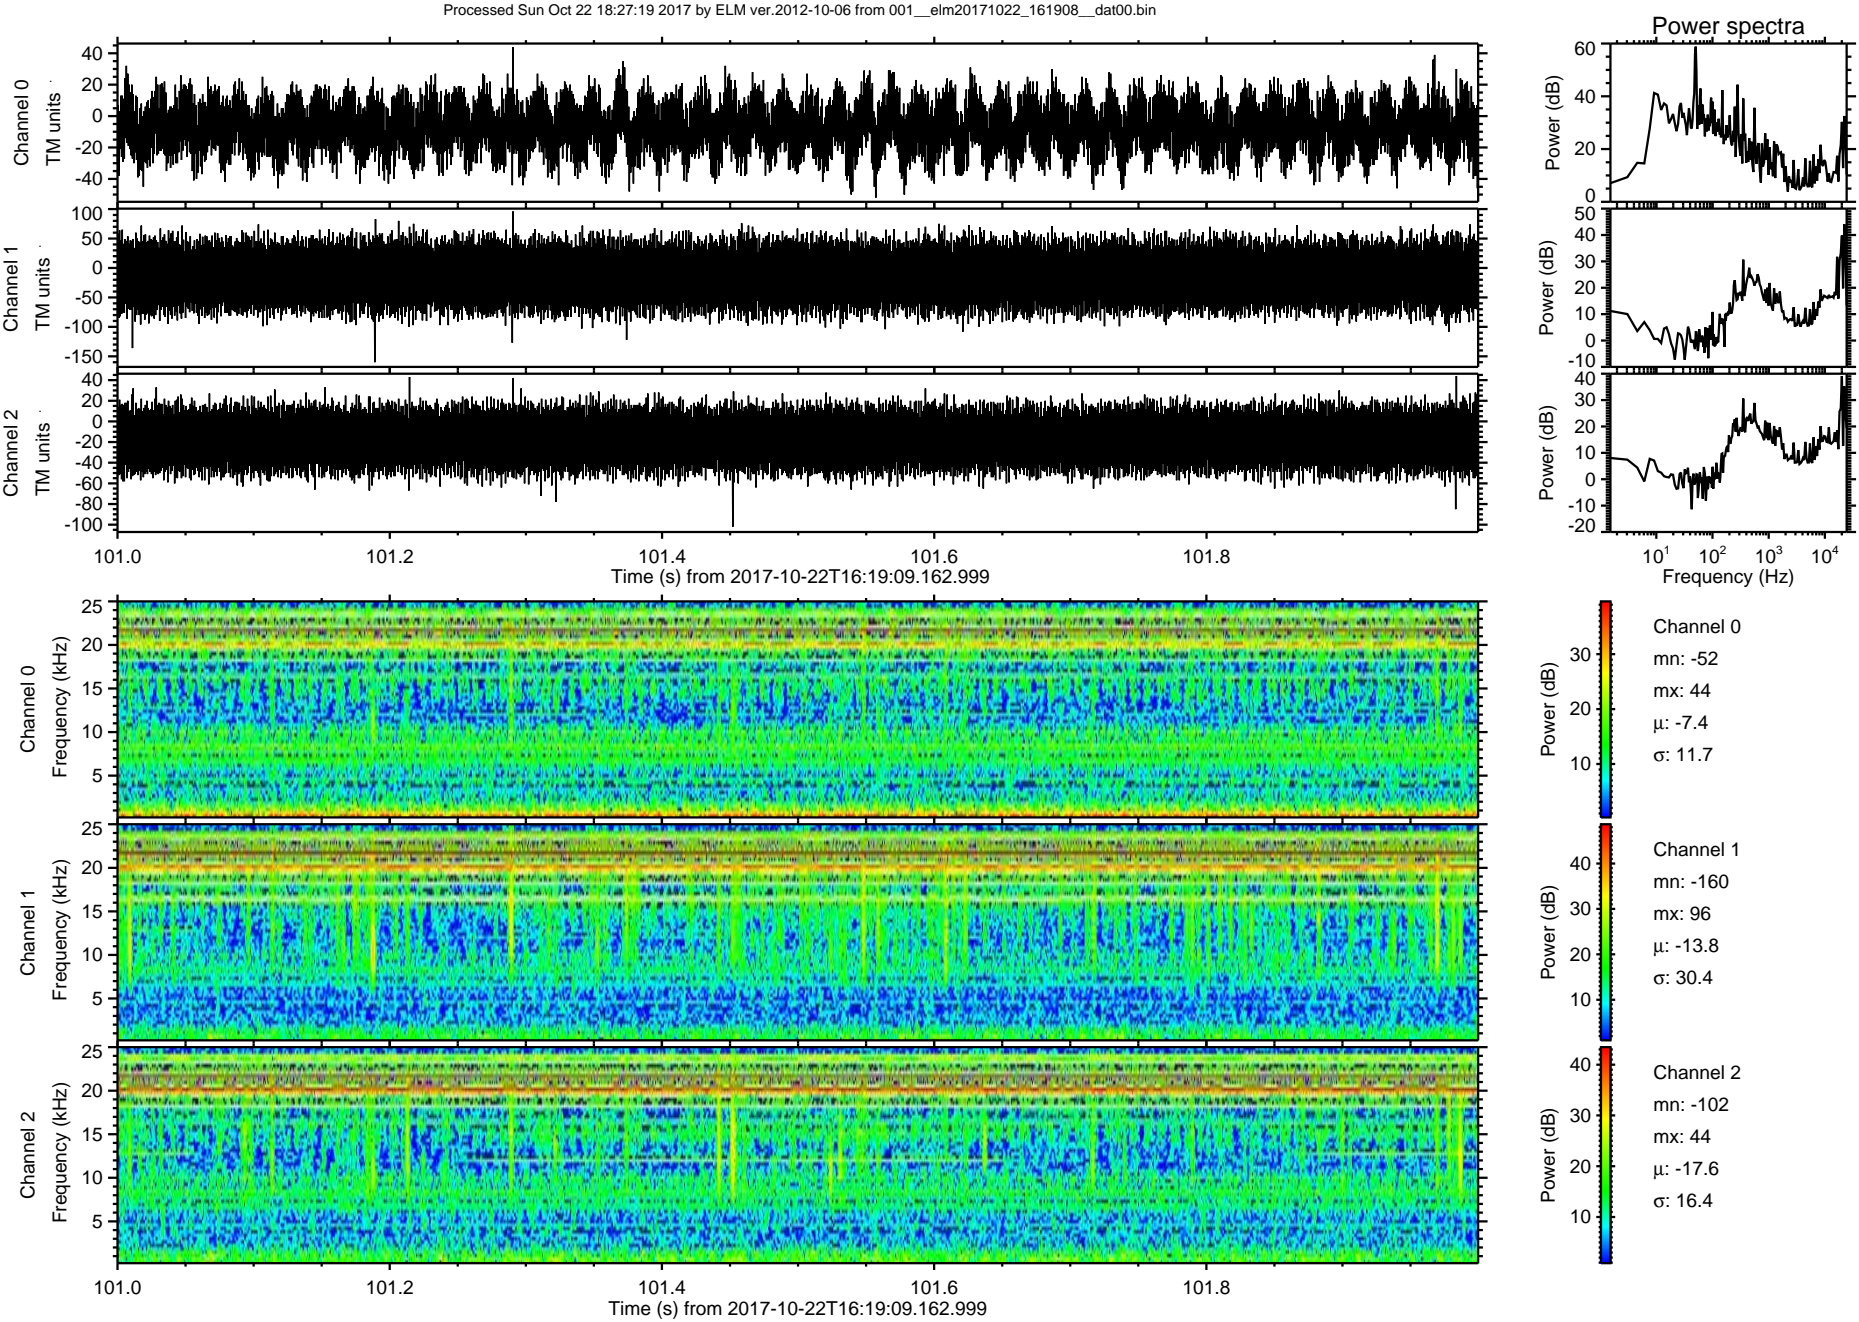 Processed Sun Oct 22 18:27:19 2017 by ELM ver.2012-10-06 from 001__elm20171022_161908__dat00.bin
Power spectra
Channel 0
TM units
40
20
0
-20
-40
Power (dB)
60
40
20
0
Channel 1
TM units
100
50
0
-50
-100
-150
Power (dB)
50
40
30
20
10
0
-10
Channel 2
TM units
40
20
0
-20
-40
-60
-80
-100
Power (dB)
40
30
20
10
0
-10
-20
101.0 101.2 101.4 101.6 101.8
Time (s) from 2017-10-22T16:19:09.162.999
10¹ 10² 10³ 10⁴
Frequency (Hz)
Channel 0
Frequency (kHz)
25
20
15
10
5
Power (dB)
30
20
10
Channel 0
mn: -52
mx: 44
μ: -7.4
σ: 11.7
Channel 1
Frequency (kHz)
25
20
15
10
5
Power (dB)
40
30
20
10
Channel 1
mn: -160
mx: 96
μ: -13.8
σ: 30.4
Channel 2
Frequency (kHz)
25
20
15
10
5
Power (dB)
40
30
20
10
Channel 2
mn: -102
mx: 44
μ: -17.6
σ: 16.4
101.0 101.2 101.4 101.6 101.8
Time (s) from 2017-10-22T16:19:09.162.999